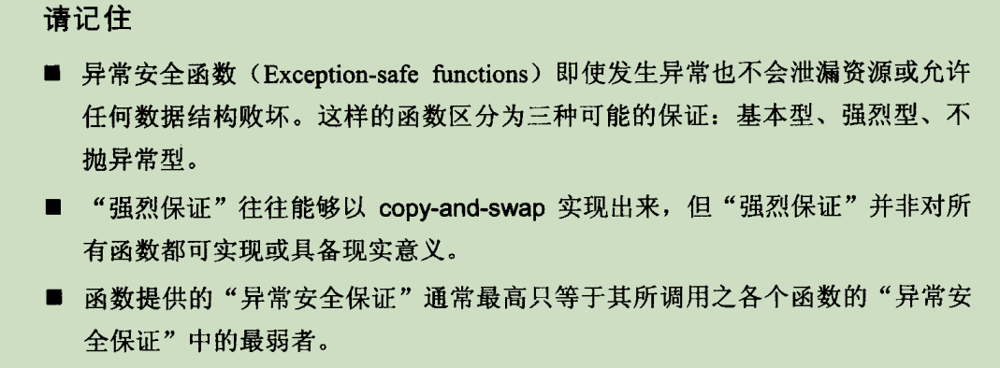 请记住
■ 异常安全函数（Exception-safe functions）即使发生异常也不会泄漏资源或允许
任何数据结构败坏。这样的函数区分为三种可能的保证：基本型、强烈型、不
抛异常型。
■ “强烈保证”往往能够以 copy-and-swap 实现出来，但“强烈保证”并非对所
有函数都可实现或具备现实意义。
■ 函数提供的“异常安全保证”通常最高只等于其所调用之各个函数的“异常安
全保证”中的最弱者。